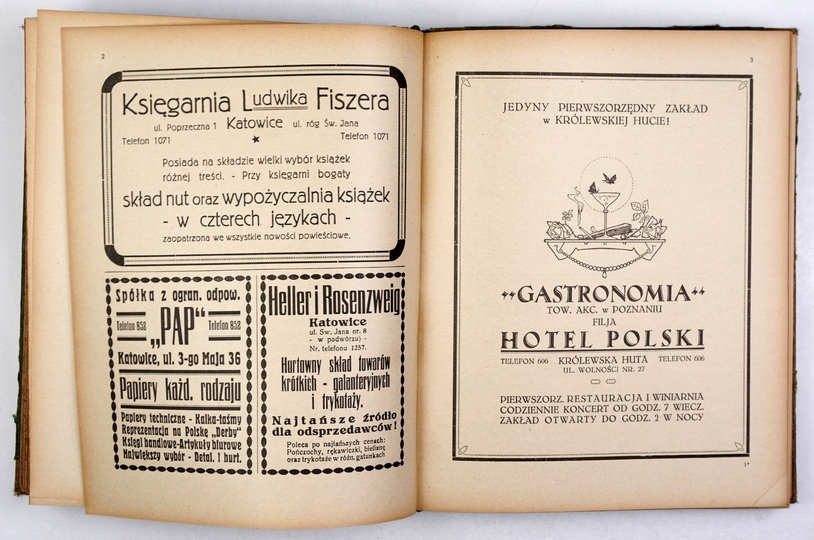 2
Księgarnia Ludwika Fiszera
ul. Poprzeczna 1 Katowice ul. róg Św. Jana
Telefon 1071 Telefon 1071
Posiada na składzie wielki wybór książek
różnej treści. - Przy księgarni bogaty
skład nut oraz wypożyczalnia książek
- w czterech językach -
zaopatrzona we wszystkie nowości powieściowe.
Spółka z ogran. odpow.
Telefon 852 „PAP“ Telefon 852
Katowice, ul. 3-go Maja 36
Papiery każd. rodzaju
Papiery techniczne - Kalka-taśmy
Reprezentacja na Polskę „Derby“
Księgi handlowe-Artykuły biurowe
Największy wybór - Detal. i hurt.
Heller i Rosenzweig
Katowice
ul. Sw. Jana nr. 8
- w podwórzu) -
Nr. telefonu 1257.
Hurtowny skład towarów
krótkich - galanteryjnych
i trykotaży.
Najtańsze źródło
dla odsprzedawców!
Poleca po najtańszych cenach:
Pończochy, rękawiczki, bieliznę
oraz trykotaże w różn. gatunkach
3
JEDYNY PIERWSZORZĘDNY ZAKŁAD
w KRÓLEWSKIEJ HUCIE!
GASTRONOMIA
TOW. AKC. w POZNANIU
FILJA
HOTEL POLSKI
TELEFON 606 KRÓLEWSKA HUTA TELEFON 606
UL. WOLNOŚCI NR. 27
PIERWSZORZ. RESTAURACJA I WINIARNIA
CODZIENNIE KONCERT OD GODZ. 7 WIECZ.
ZAKŁAD OTWARTY DO GODZ. 2 W NOCY
1*